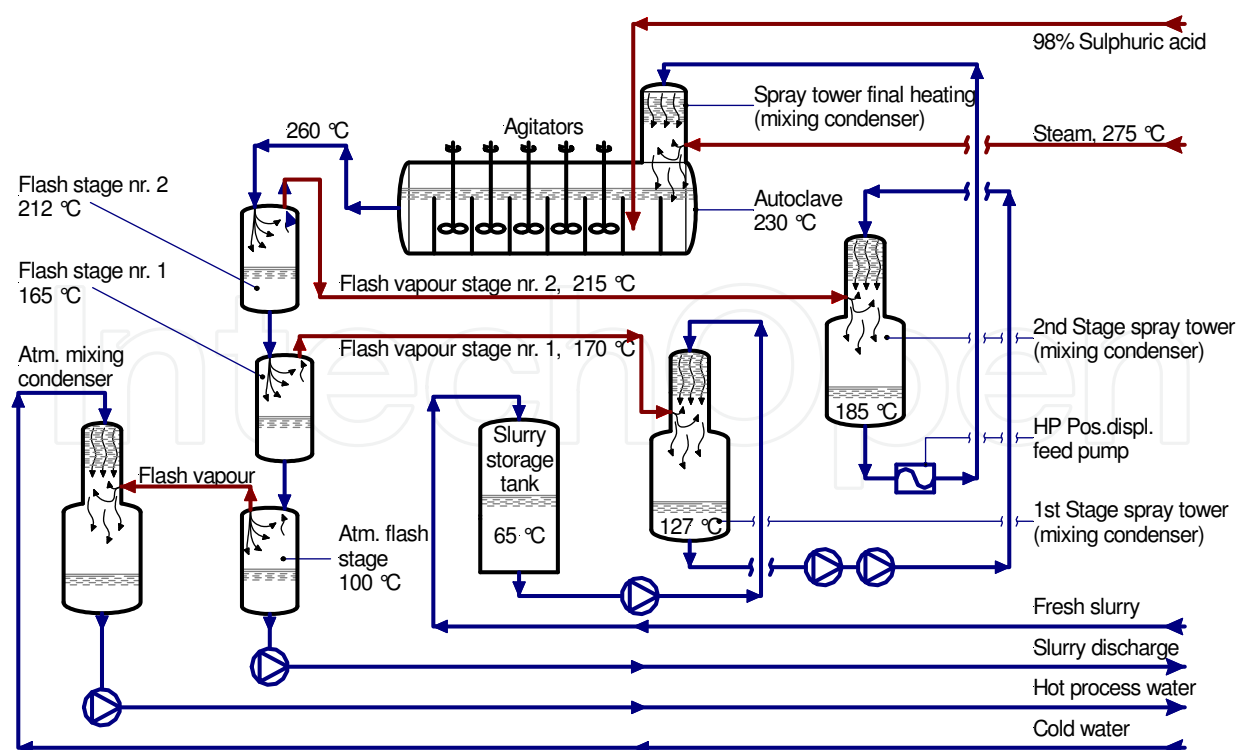 98% Sulphuric acid
Spray tower final heating
(mixing condenser)
Agitators
260 °C
Steam, 275 °C
Flash stage nr. 2
212 °C
Autoclave
230 °C
Flash stage nr. 1
165 °C
Flash vapour stage nr. 2, 215 °C
2nd Stage spray tower
(mixing condenser)
Flash vapour stage nr. 1, 170 °C
Atm. mixing
condenser
185 °C
HP Pos.displ.
feed pump
Slurry
storage
tank
Flash vapour
1st Stage spray tower
(mixing condenser)
127 °C
65 °C
Atm. flash
stage
100 °C
Fresh slurry
Slurry discharge
Hot process water
Cold water
IntechOpen